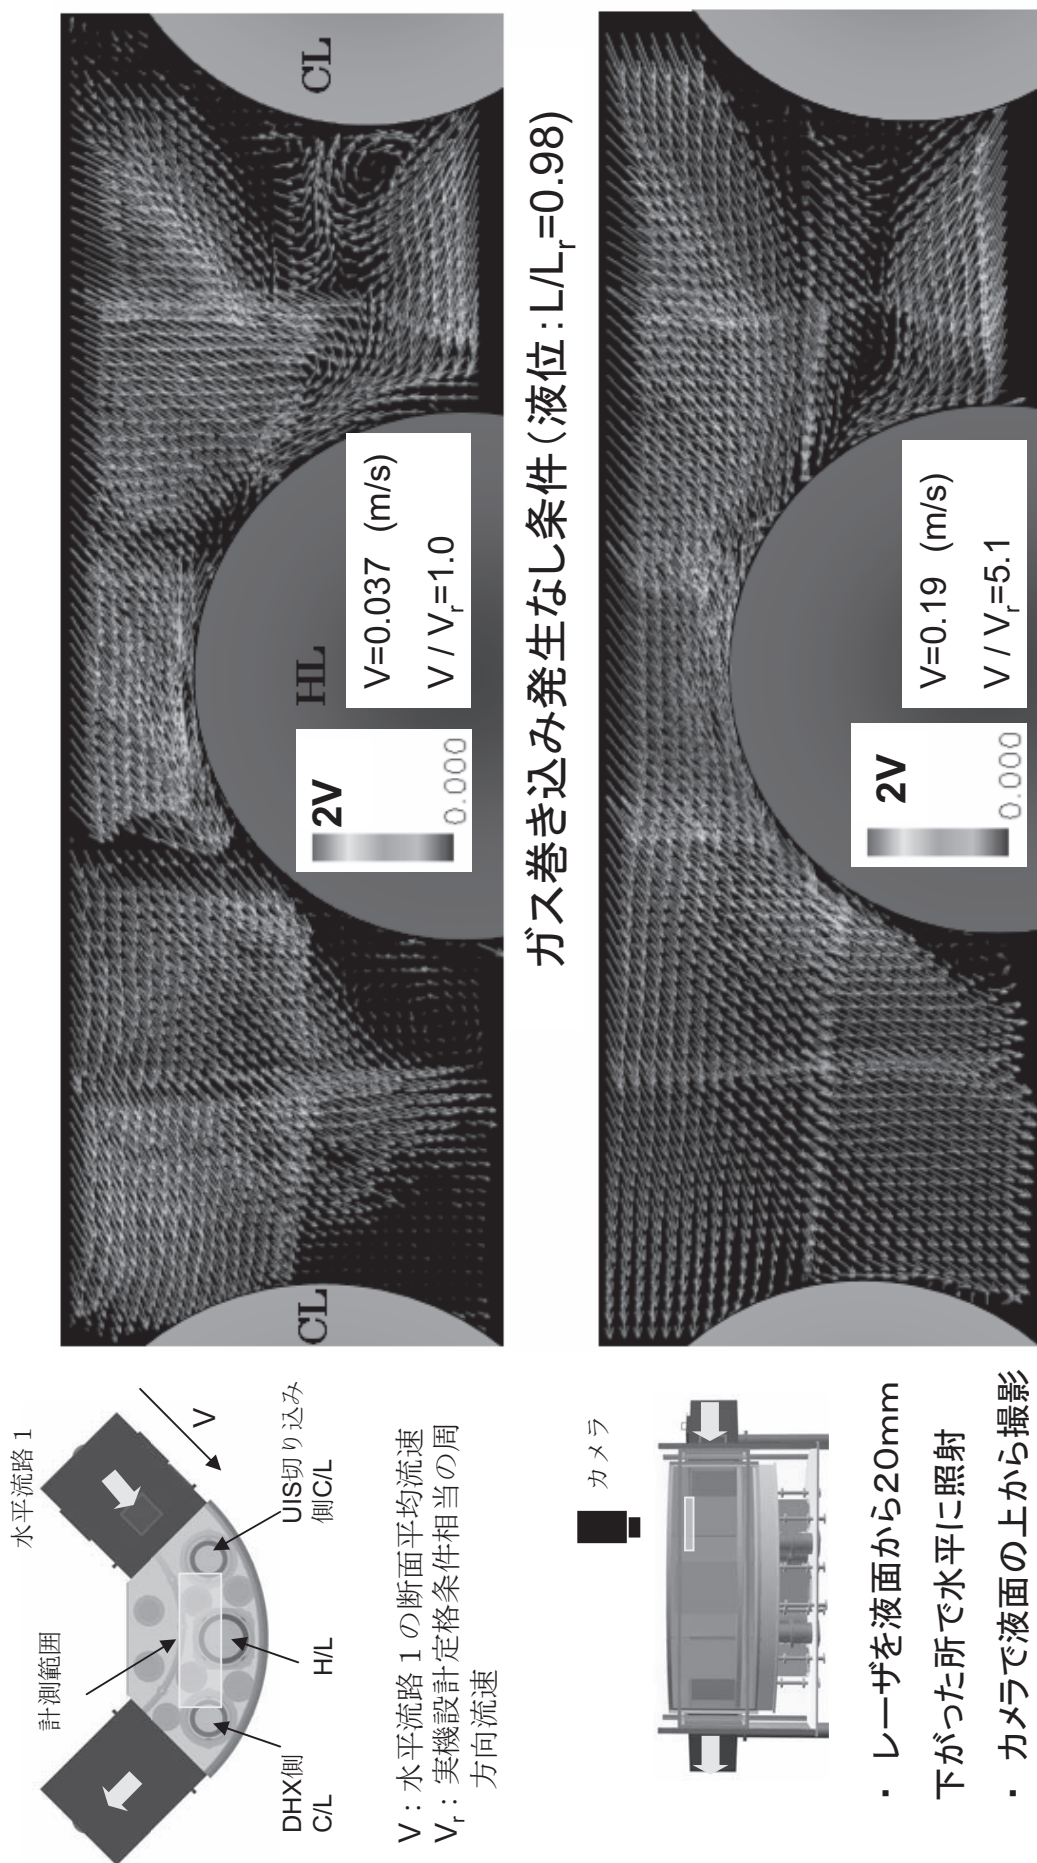 水平流路1
計測範囲
V
DHX側
C/L
H/L
UIS切り込み
側C/L
V：水平流路1の断面平均流速
Vr：実機設計定格条件相当の周
方向流速
カメラ
・ レーザを液面から20mm
下がった所で水平に照射
・ カメラで液面の上から撮影
CL
HL
CL
2V
0.000
V=0.037 (m/s)
V / Vr=1.0
ガス巻き込み発生なし条件(液位：L/Lr=0.98)
2V
0.000
V=0.19 (m/s)
V / Vr=5.1